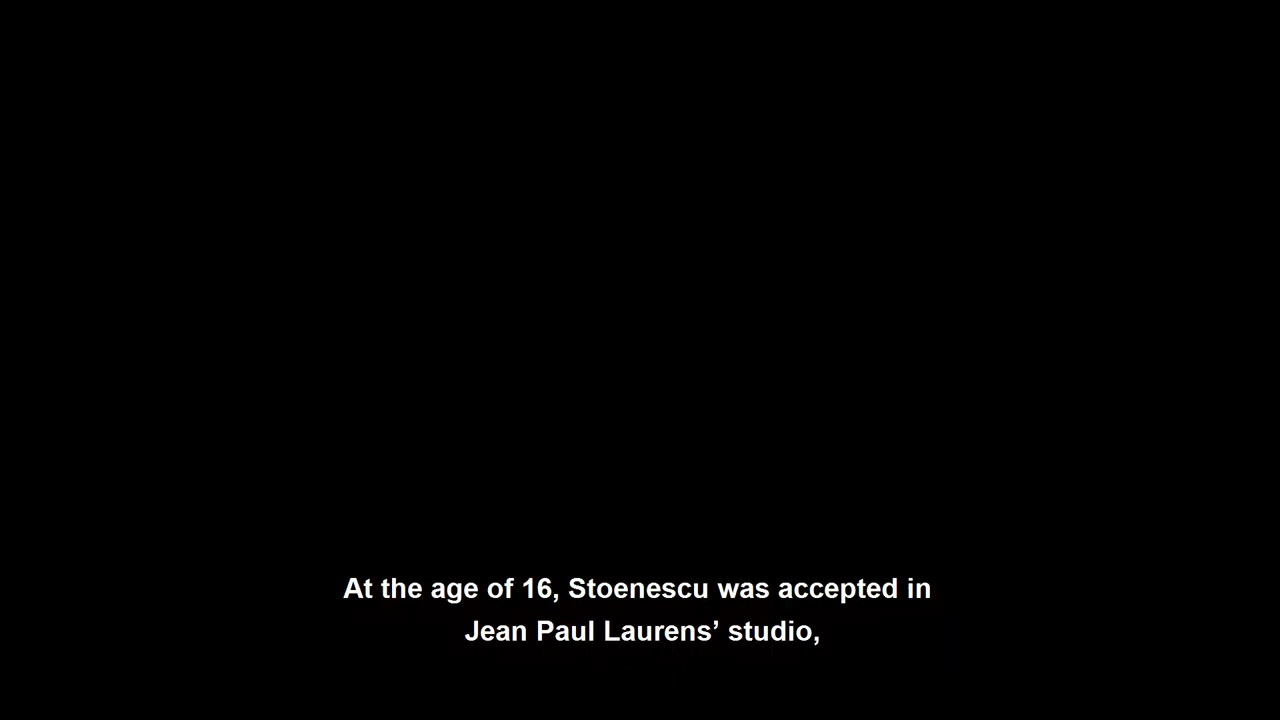 At the age of 16, Stoenescu was accepted in
Jean Paul Laurens’ studio,